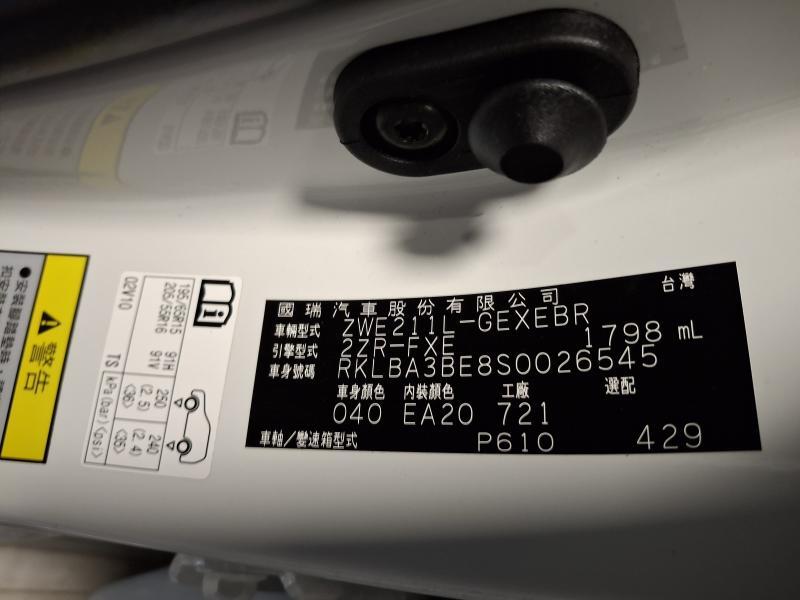 國瑞汽車股份有限公司 台灣
車輛型式 ZWE211L-GEXEBR
引擎型式 2ZR-FXE 1798 mL
車身號碼 RKLBA3BE8S0026545
車身顏色 內裝顏色 工廠 選配
040 EA20 721
車軸／變速箱型式 P610 429
195/65R15 91H
205/55R16 91V
250 (2.5) <36>
240 (2.4) <35>
kPa(bar)<psi>
02V10 TS
警告